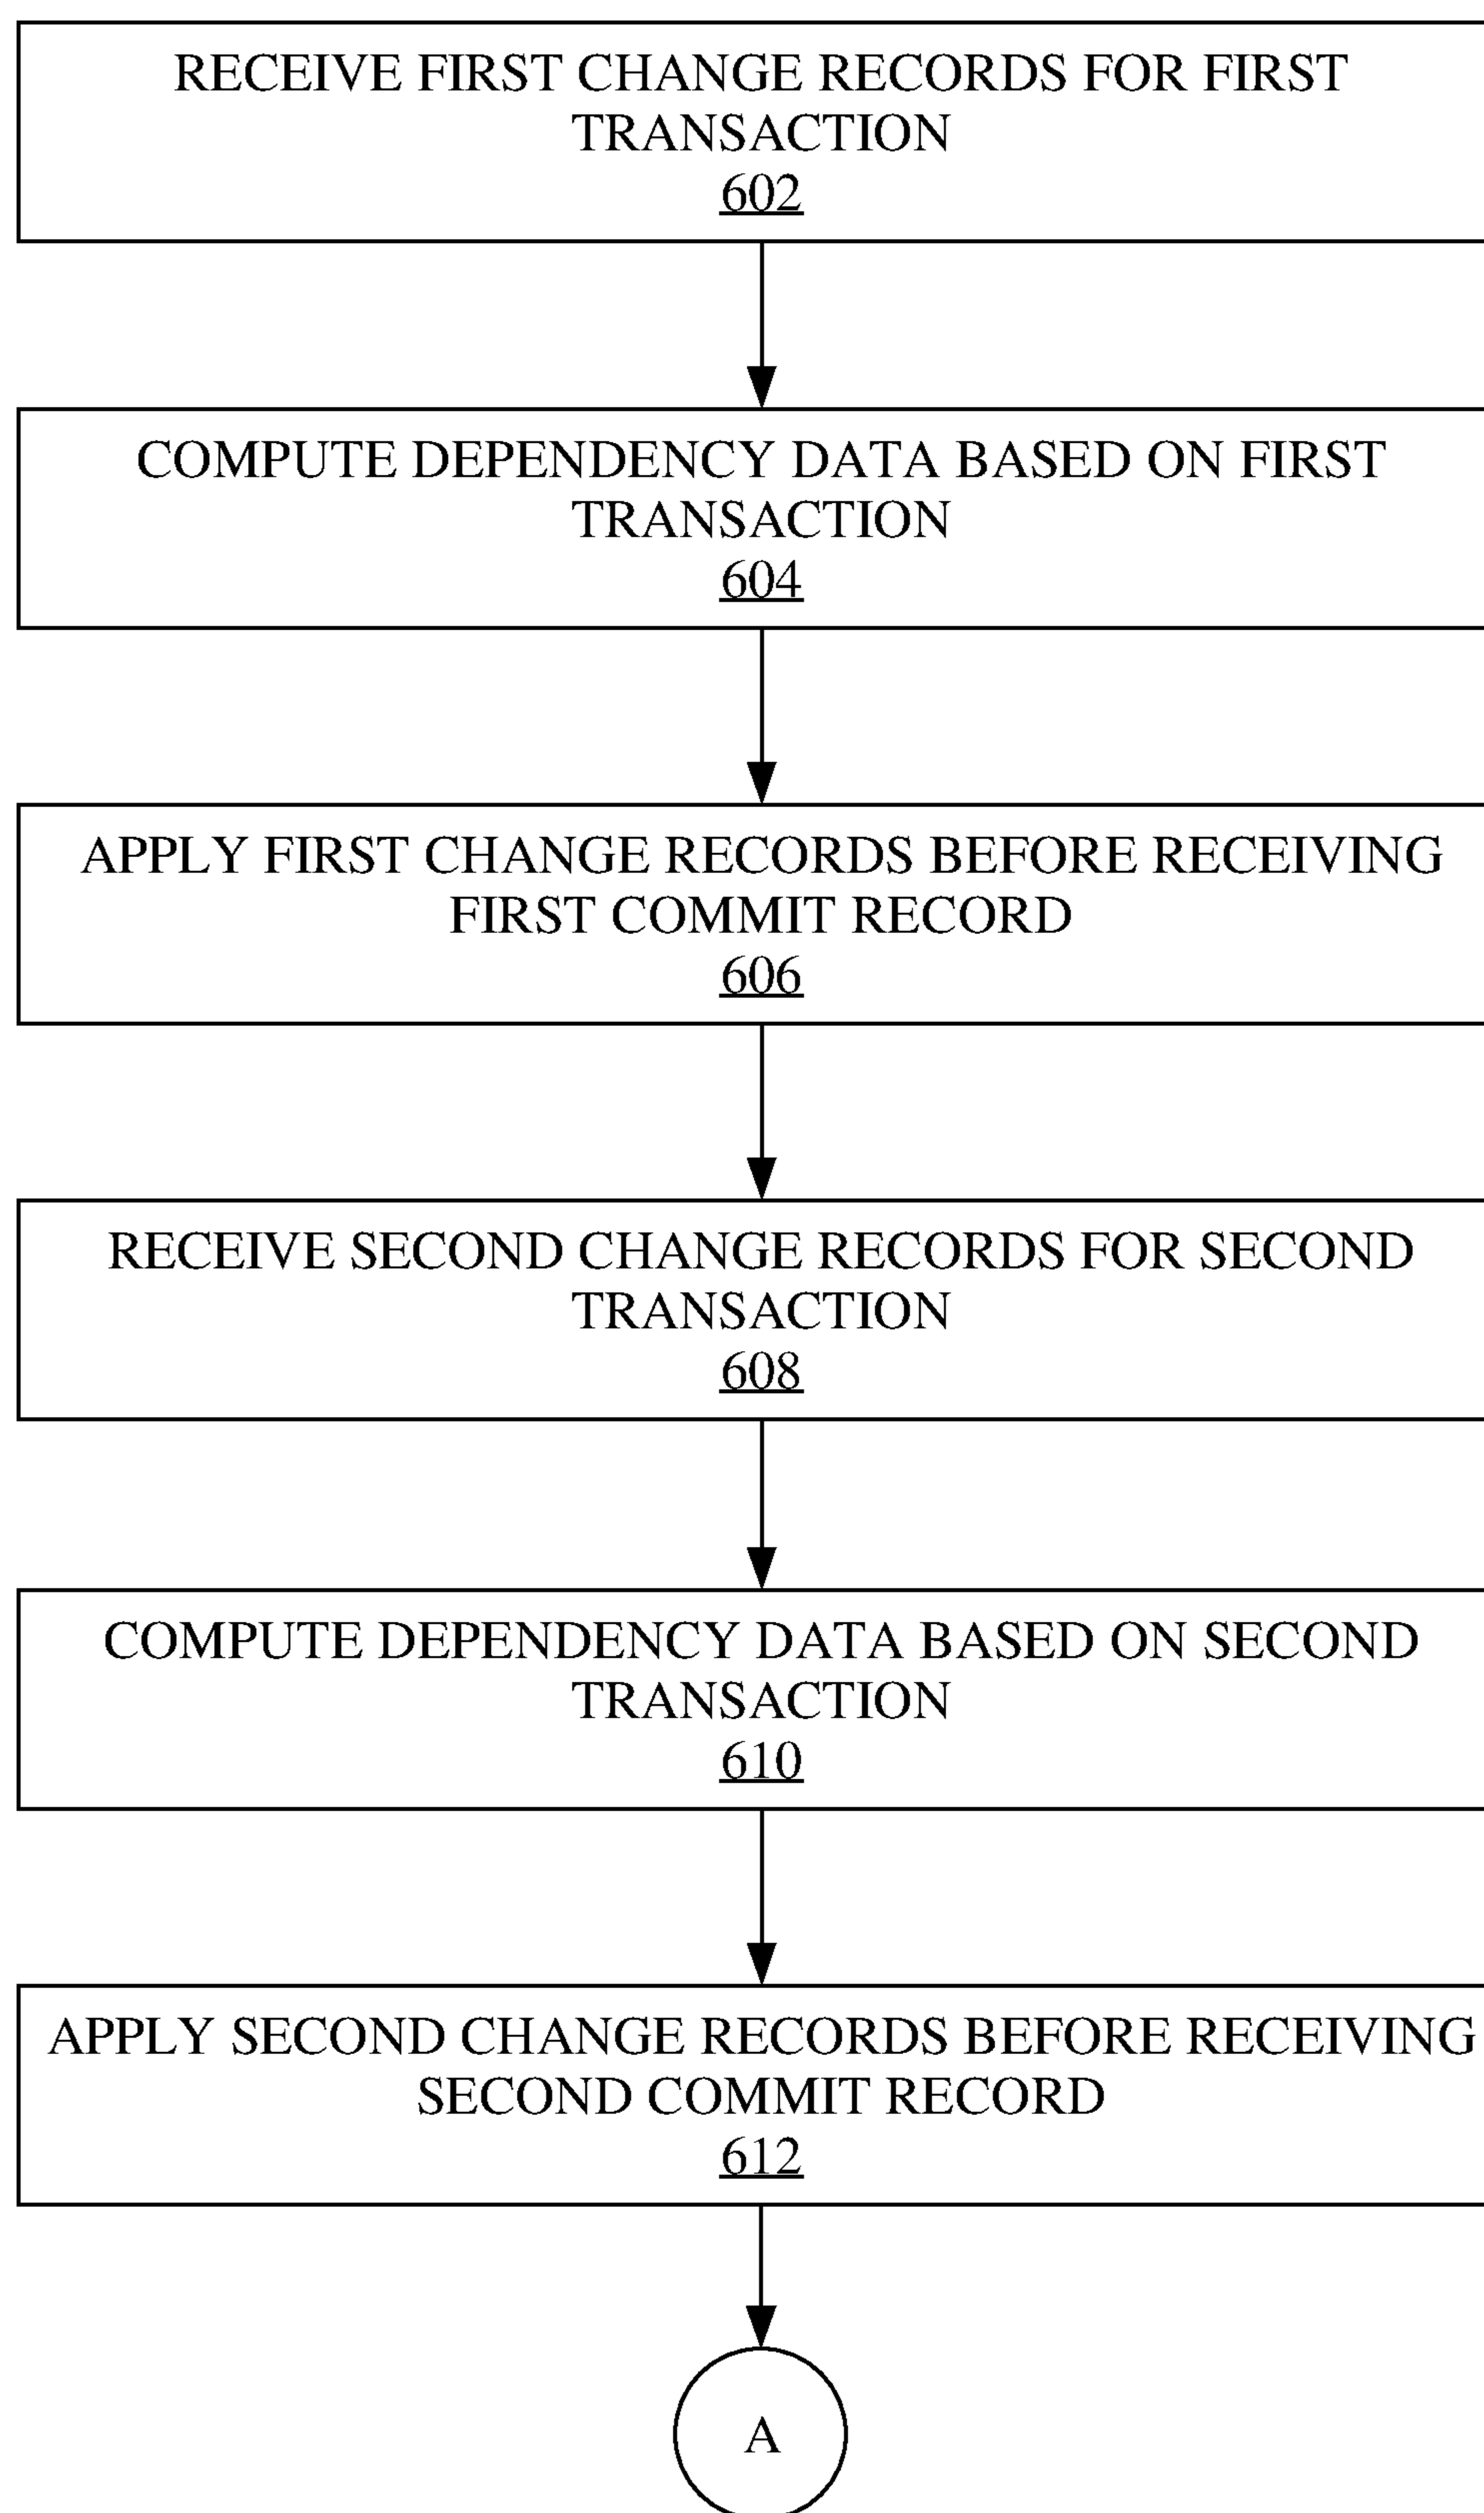 RECEIVE FIRST CHANGE RECORDS FOR FIRST
TRANSACTION
602
COMPUTE DEPENDENCY DATA BASED ON FIRST
TRANSACTION
604
APPLY FIRST CHANGE RECORDS BEFORE RECEIVING
FIRST COMMIT RECORD
606
RECEIVE SECOND CHANGE RECORDS FOR SECOND
TRANSACTION
608
COMPUTE DEPENDENCY DATA BASED ON SECOND
TRANSACTION
610
APPLY SECOND CHANGE RECORDS BEFORE RECEIVING
SECOND COMMIT RECORD
612
A